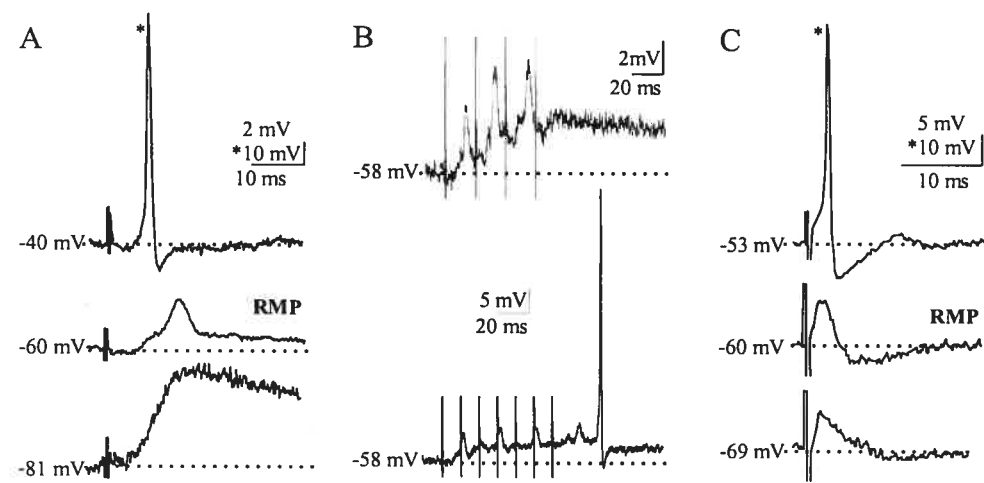 A
*
2 mV
*10 mV
10 ms
-40 mV
RMP
-60 mV
-81 mV
B
2mV
20 ms
-58 mV
5 mV
20 ms
-58 mV
C
*
5 mV
*10 mV
10 ms
-53 mV
RMP
-60 mV
-69 mV